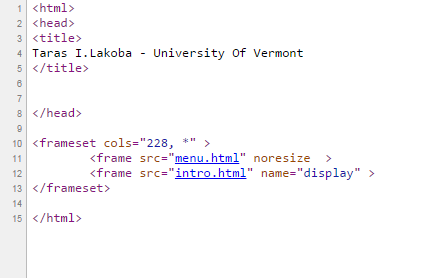 1 <html>
2 <head>
3 <title>
4 Taras I.Lakoba - University Of Vermont
5 </title>
6
7
8 </head>
9
10 <frameset cols="228, *" >
11 <frame src="menu.html" noresize  >
12 <frame src="intro.html" name="display" >
13 </frameset>
14
15 </html>